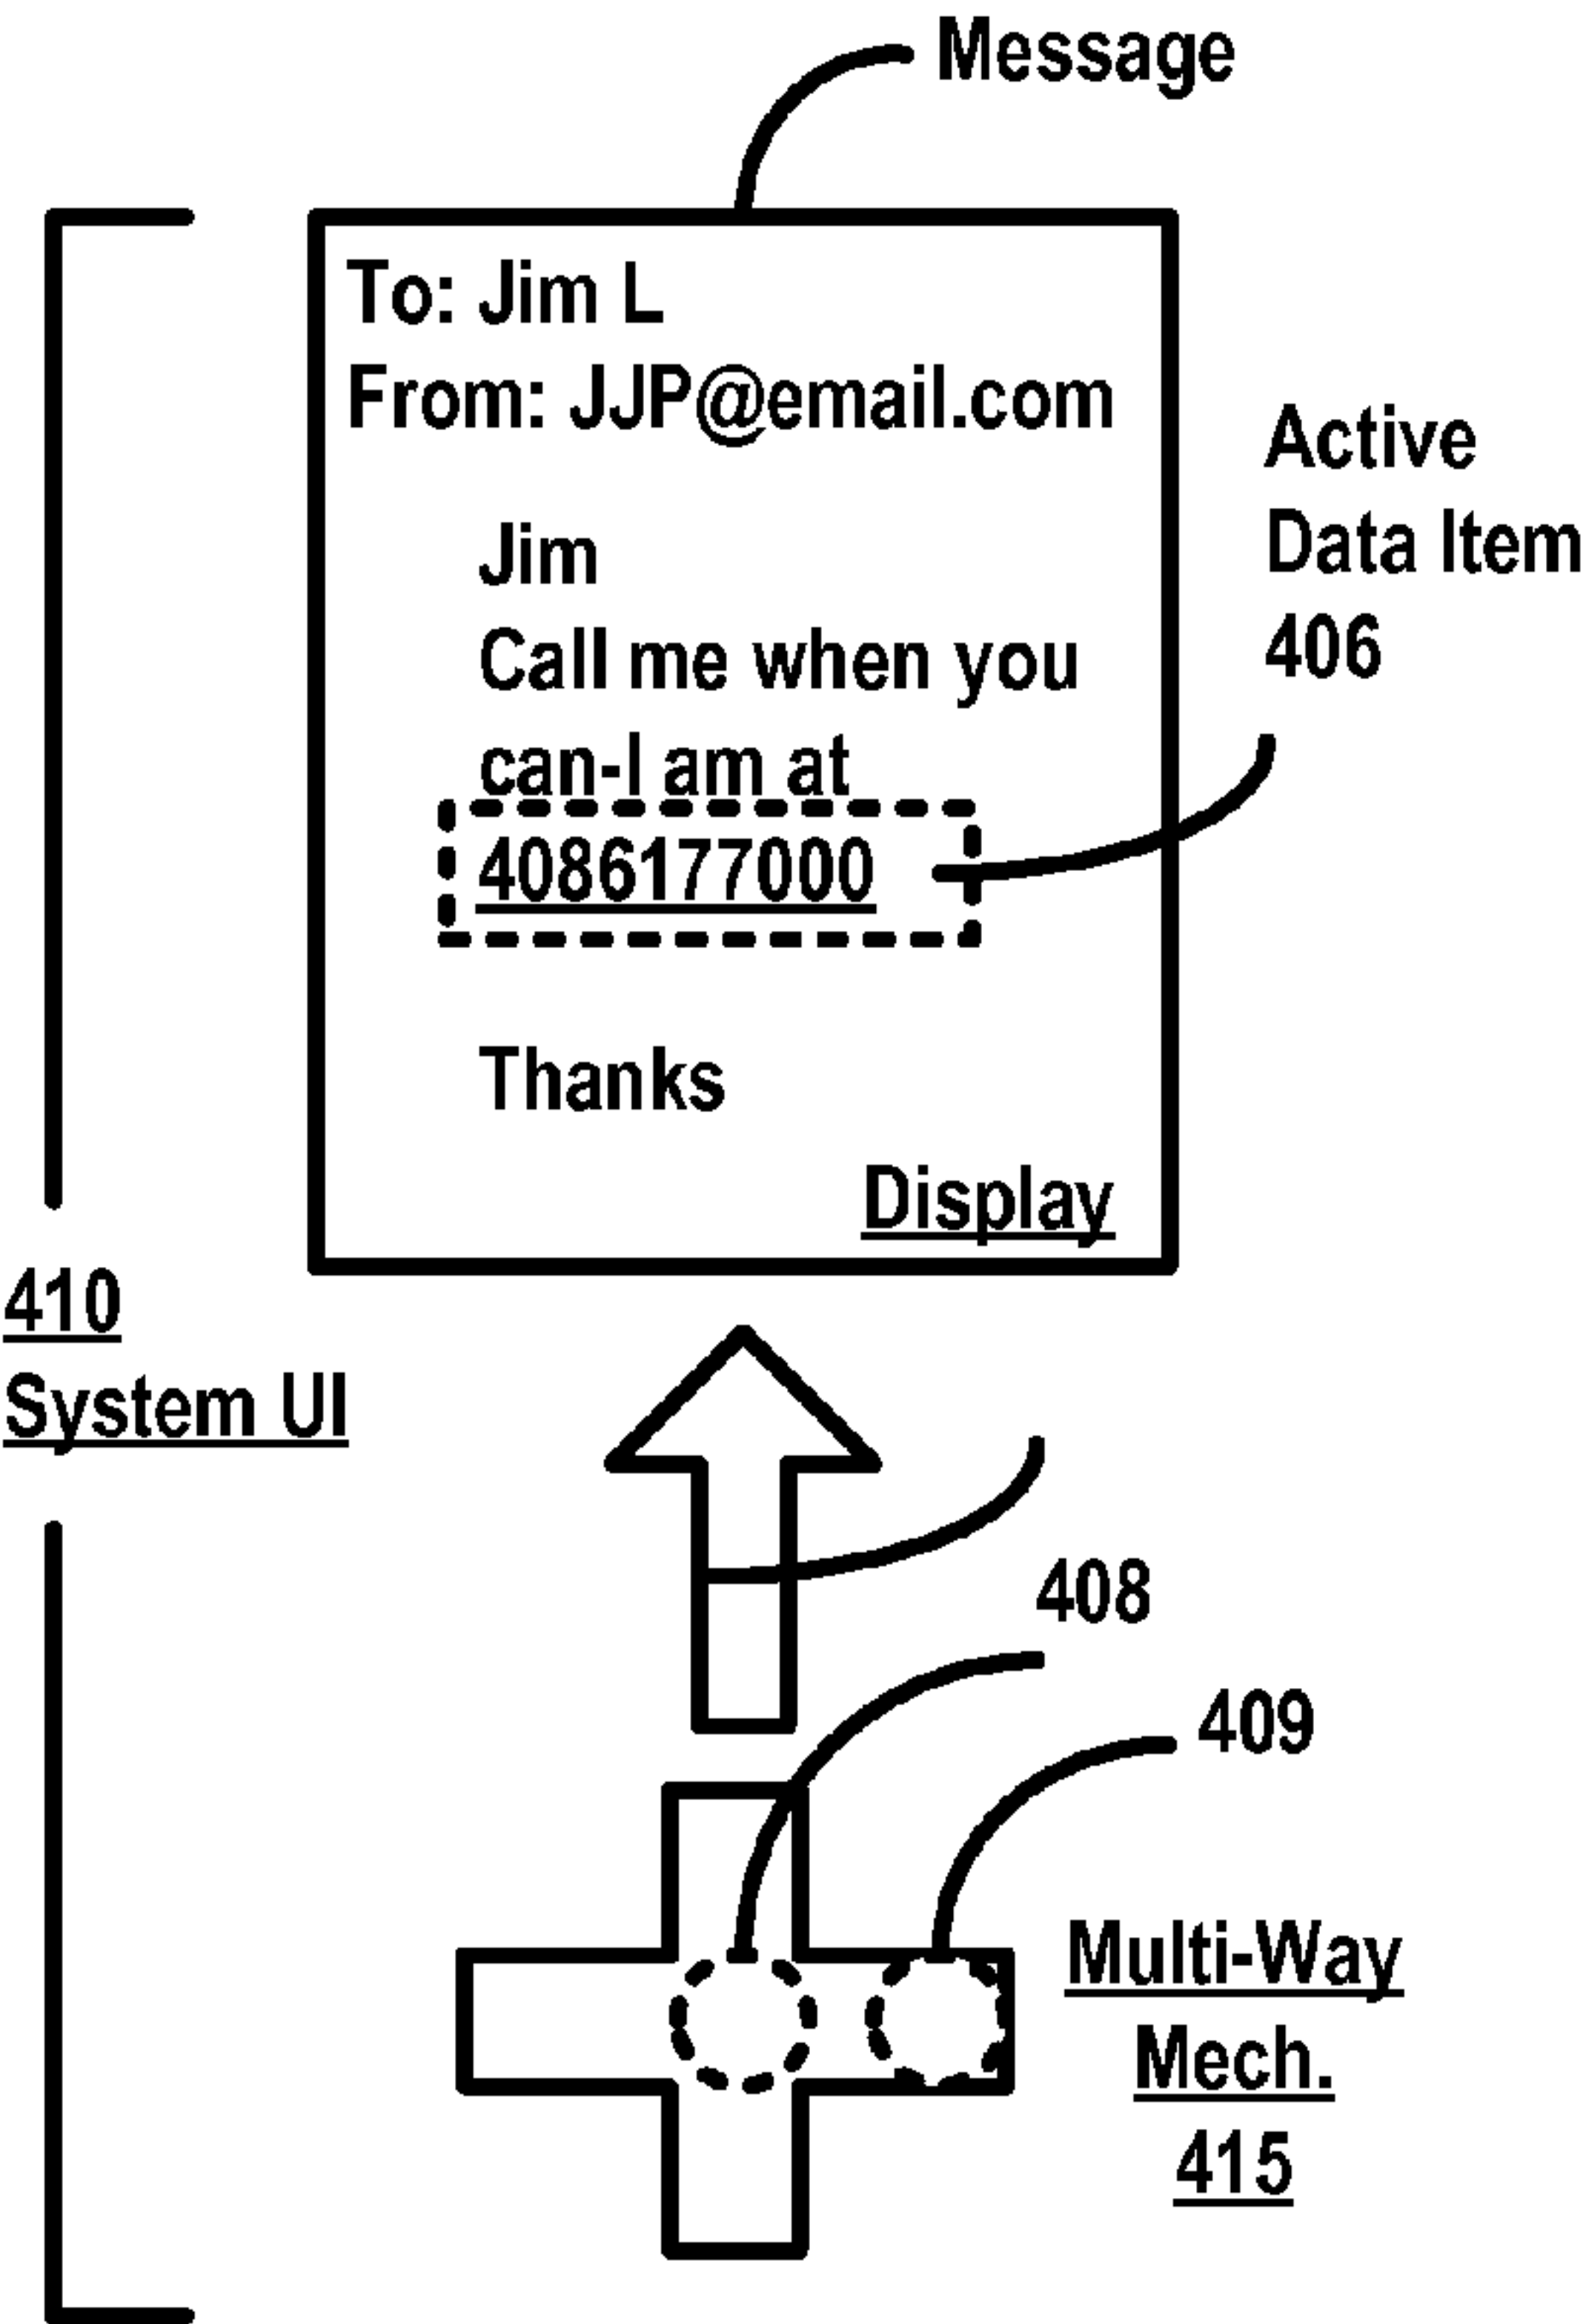 Message
To: Jim L
From: JJP@email.com
Active
Data Item
406
Jim
Call me when you
can-I am at
4086177000
Thanks
Display
410
System UI
408
409
Multi-Way
Mech.
415